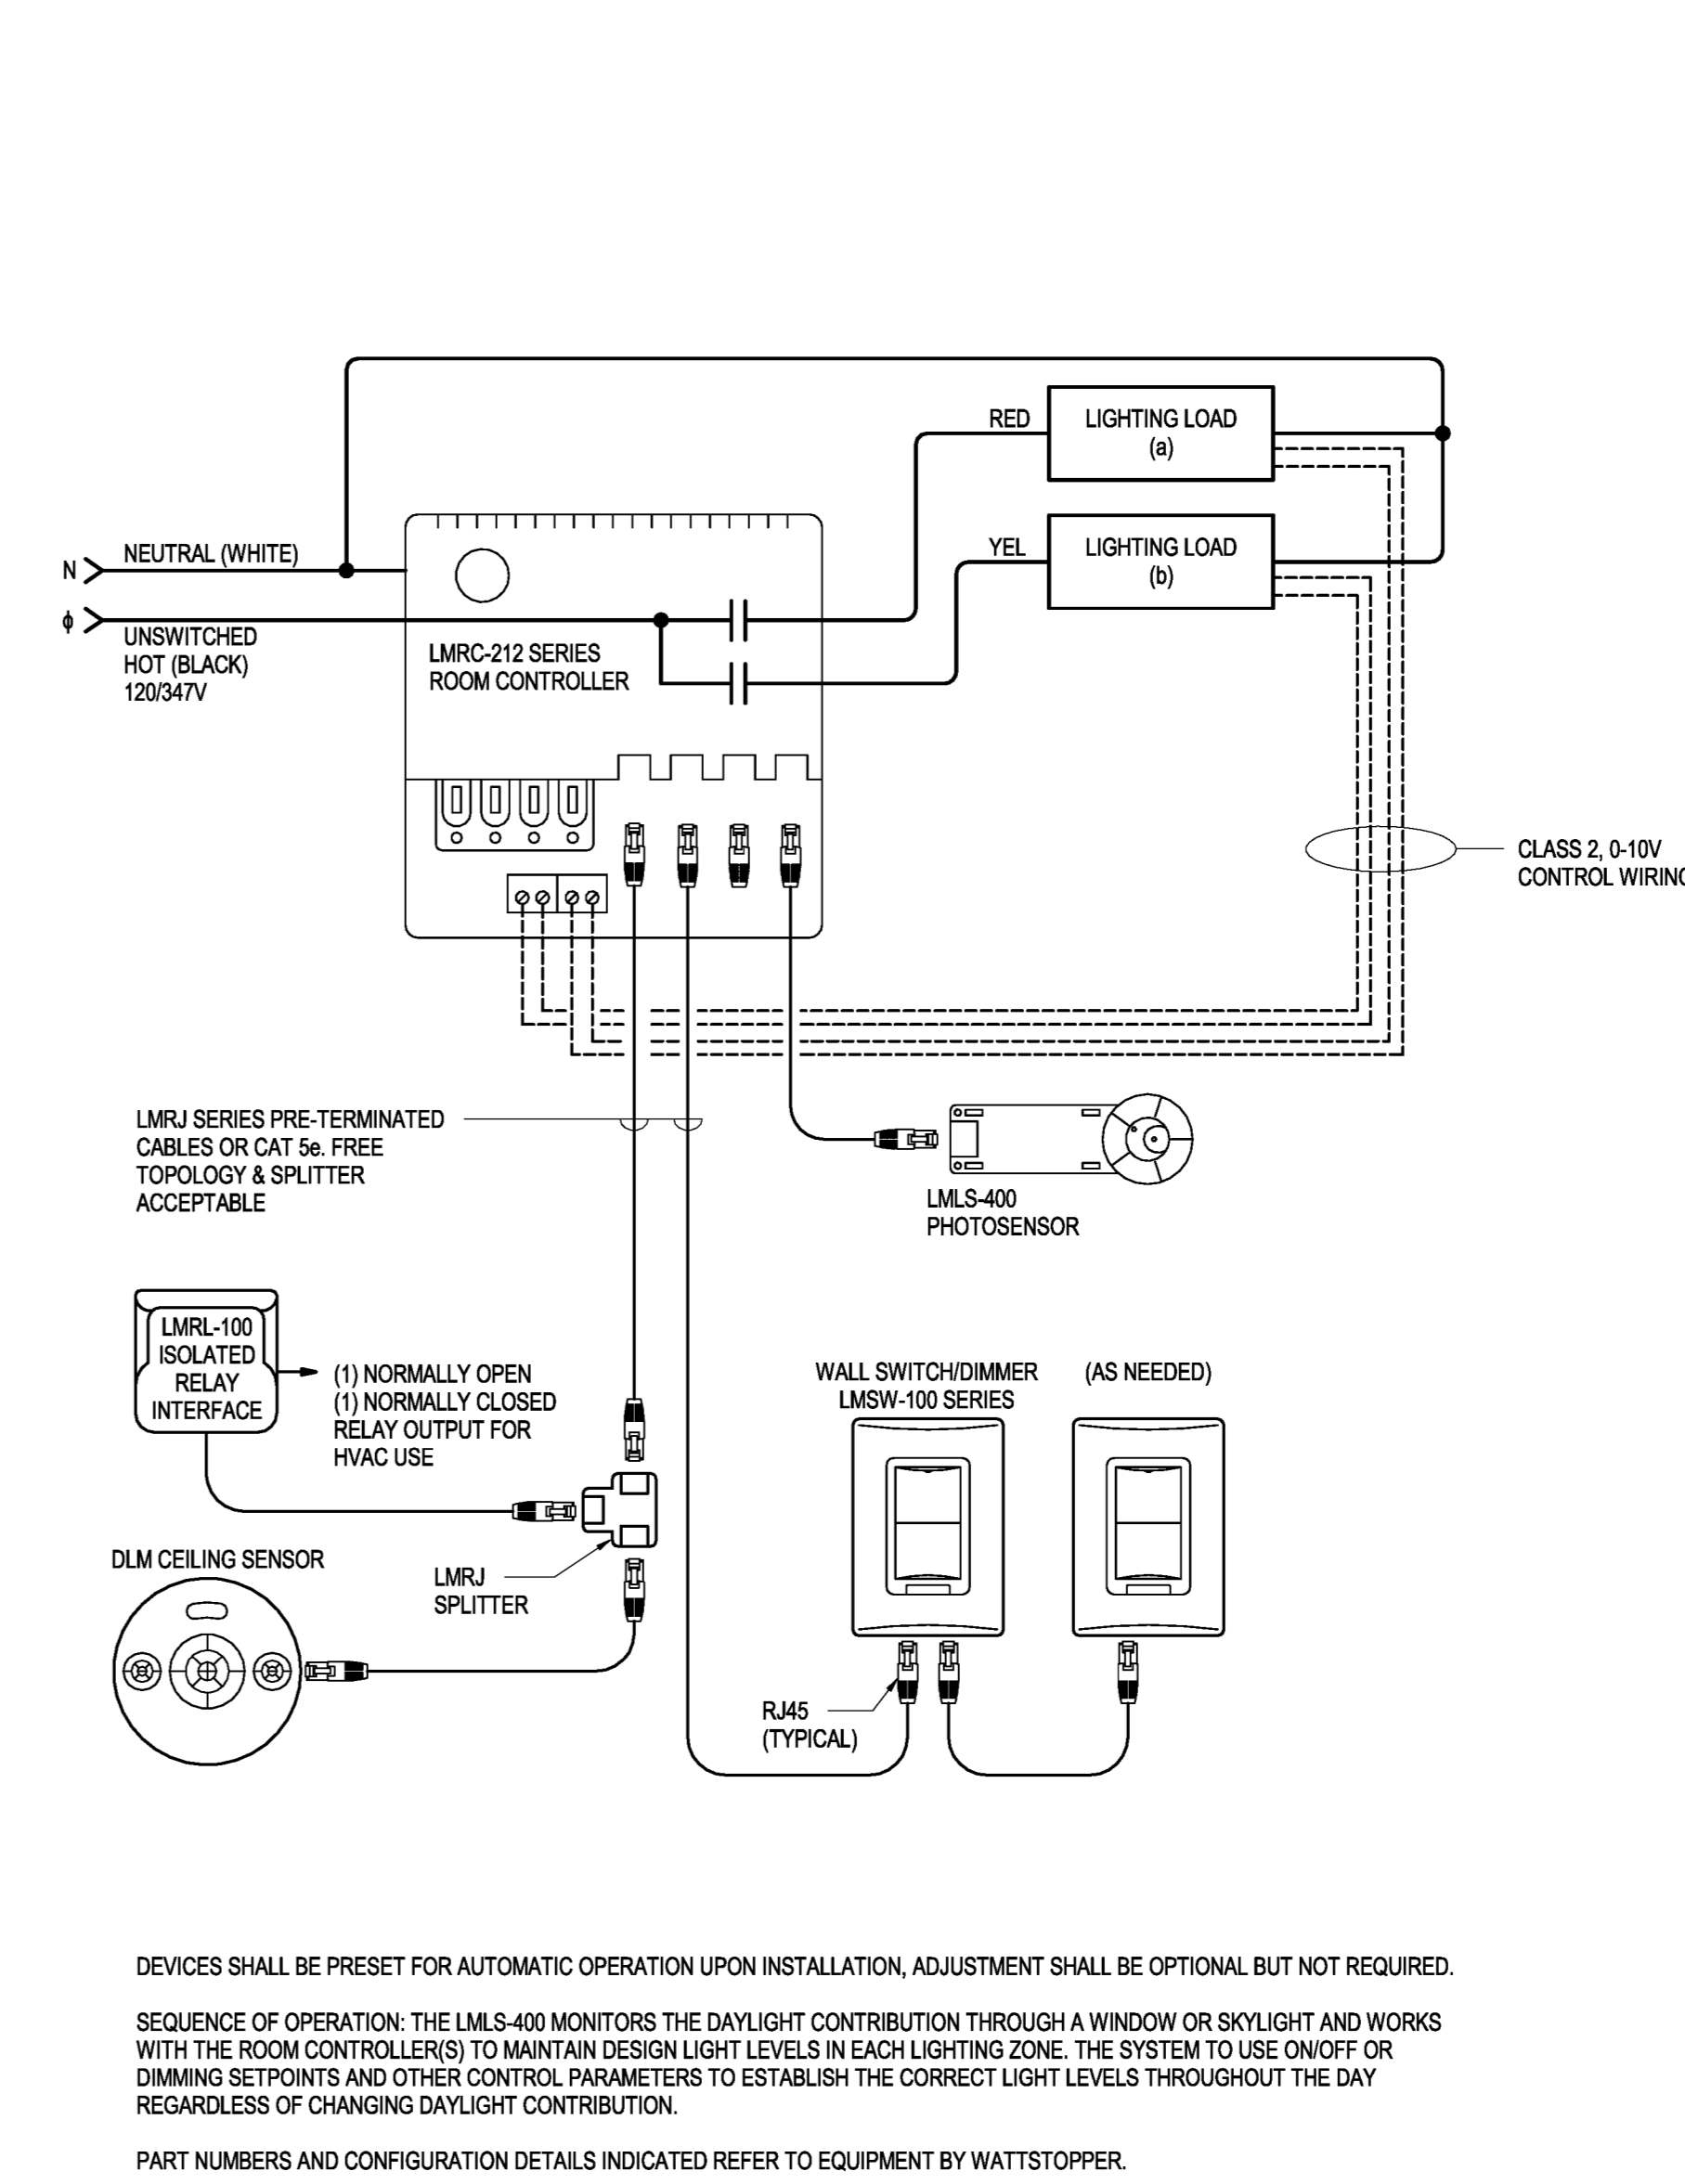 RED
LIGHTING LOAD
(a)
YEL
LIGHTING LOAD
(b)
N
NEUTRAL (WHITE)
ϕ
UNSWITCHED
HOT (BLACK)
120/347V
LMRC-212 SERIES
ROOM CONTROLLER
CLASS 2, 0-10V
CONTROL WIRING
LMRJ SERIES PRE-TERMINATED
CABLES OR CAT 5e. FREE
TOPOLOGY & SPLITTER
ACCEPTABLE
LMLS-400
PHOTOSENSOR
LMRL-100
ISOLATED
RELAY
INTERFACE
(1) NORMALLY OPEN
(1) NORMALLY CLOSED
RELAY OUTPUT FOR
HVAC USE
WALL SWITCH/DIMMER
LMSW-100 SERIES
(AS NEEDED)
DLM CEILING SENSOR
LMRJ
SPLITTER
RJ45
(TYPICAL)
DEVICES SHALL BE PRESET FOR AUTOMATIC OPERATION UPON INSTALLATION, ADJUSTMENT SHALL BE OPTIONAL BUT NOT REQUIRED.
SEQUENCE OF OPERATION: THE LMLS-400 MONITORS THE DAYLIGHT CONTRIBUTION THROUGH A WINDOW OR SKYLIGHT AND WORKS
WITH THE ROOM CONTROLLER(S) TO MAINTAIN DESIGN LIGHT LEVELS IN EACH LIGHTING ZONE. THE SYSTEM TO USE ON/OFF OR
DIMMING SETPOINTS AND OTHER CONTROL PARAMETERS TO ESTABLISH THE CORRECT LIGHT LEVELS THROUGHOUT THE DAY
REGARDLESS OF CHANGING DAYLIGHT CONTRIBUTION.
PART NUMBERS AND CONFIGURATION DETAILS INDICATED REFER TO EQUIPMENT BY WATTSTOPPER.